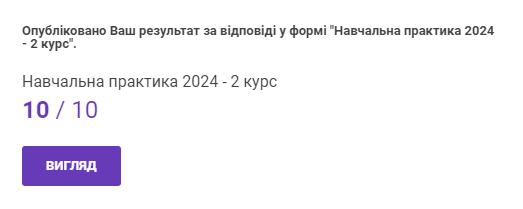 Опубліковано Ваш результат за відповіді у формі "Навчальна практика 2024
- 2 курс".
Навчальна практика 2024 - 2 курс
10 / 10
ВИГЛЯД